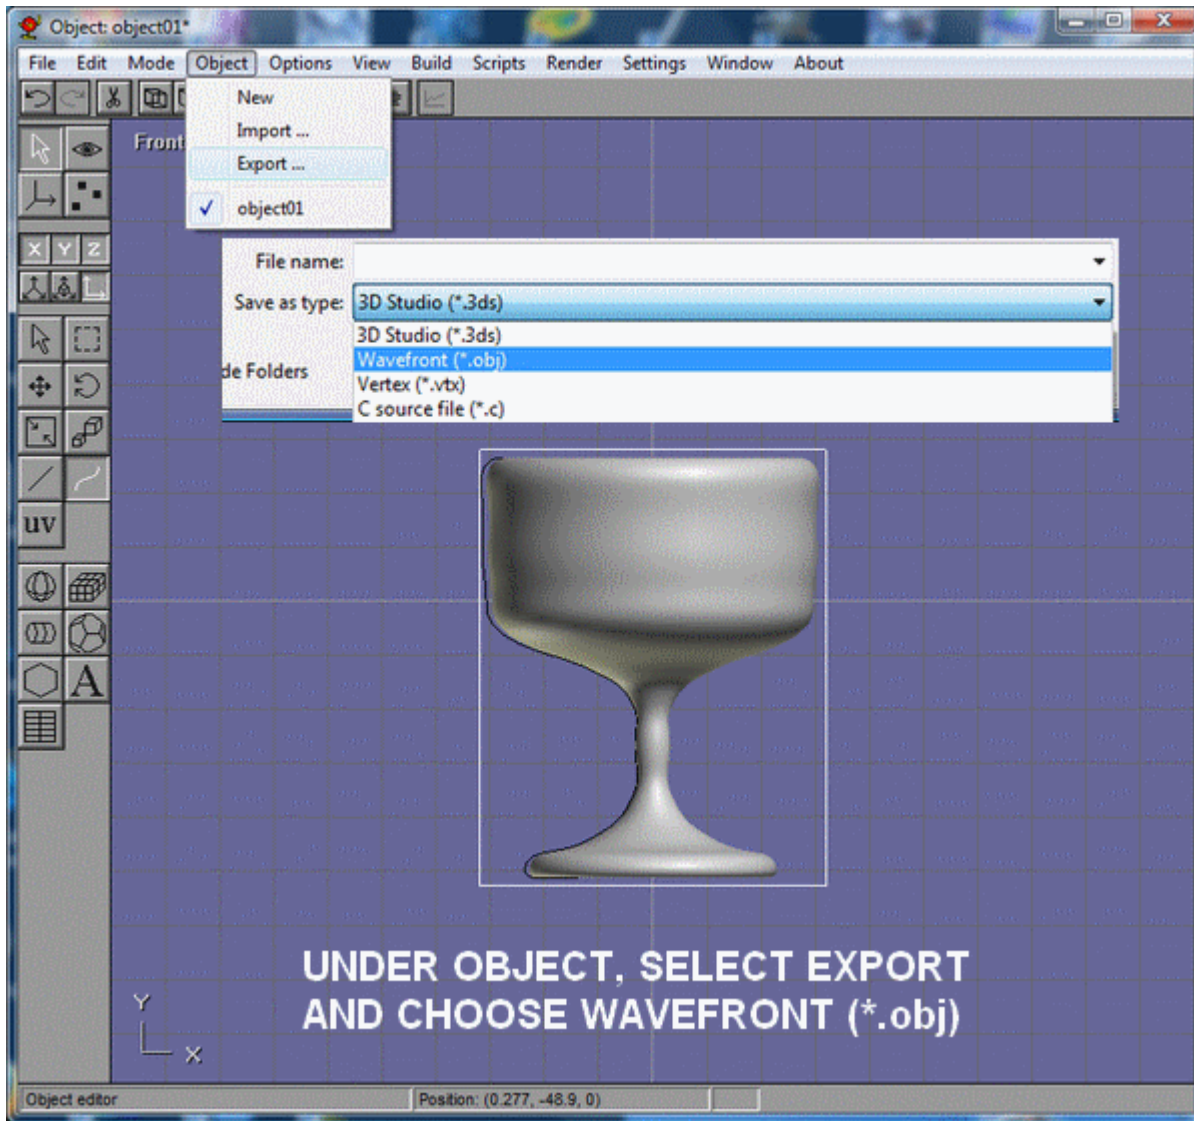 Object: object01*
File Edit Mode Object Options View Build Scripts Render Settings Window About
New
Import ...
Export ...
✓ object01
Front
X Y Z
File name:
Save as type: 3D Studio (*.3ds)
3D Studio (*.3ds)
Wavefront (*.obj)
de Folders
Vertex (*.vtx)
C source file (*.c)
uv
A
UNDER OBJECT, SELECT EXPORT
AND CHOOSE WAVEFRONT (*.obj)
Y
X
Object editor Position: (0.277, -48.9, 0)